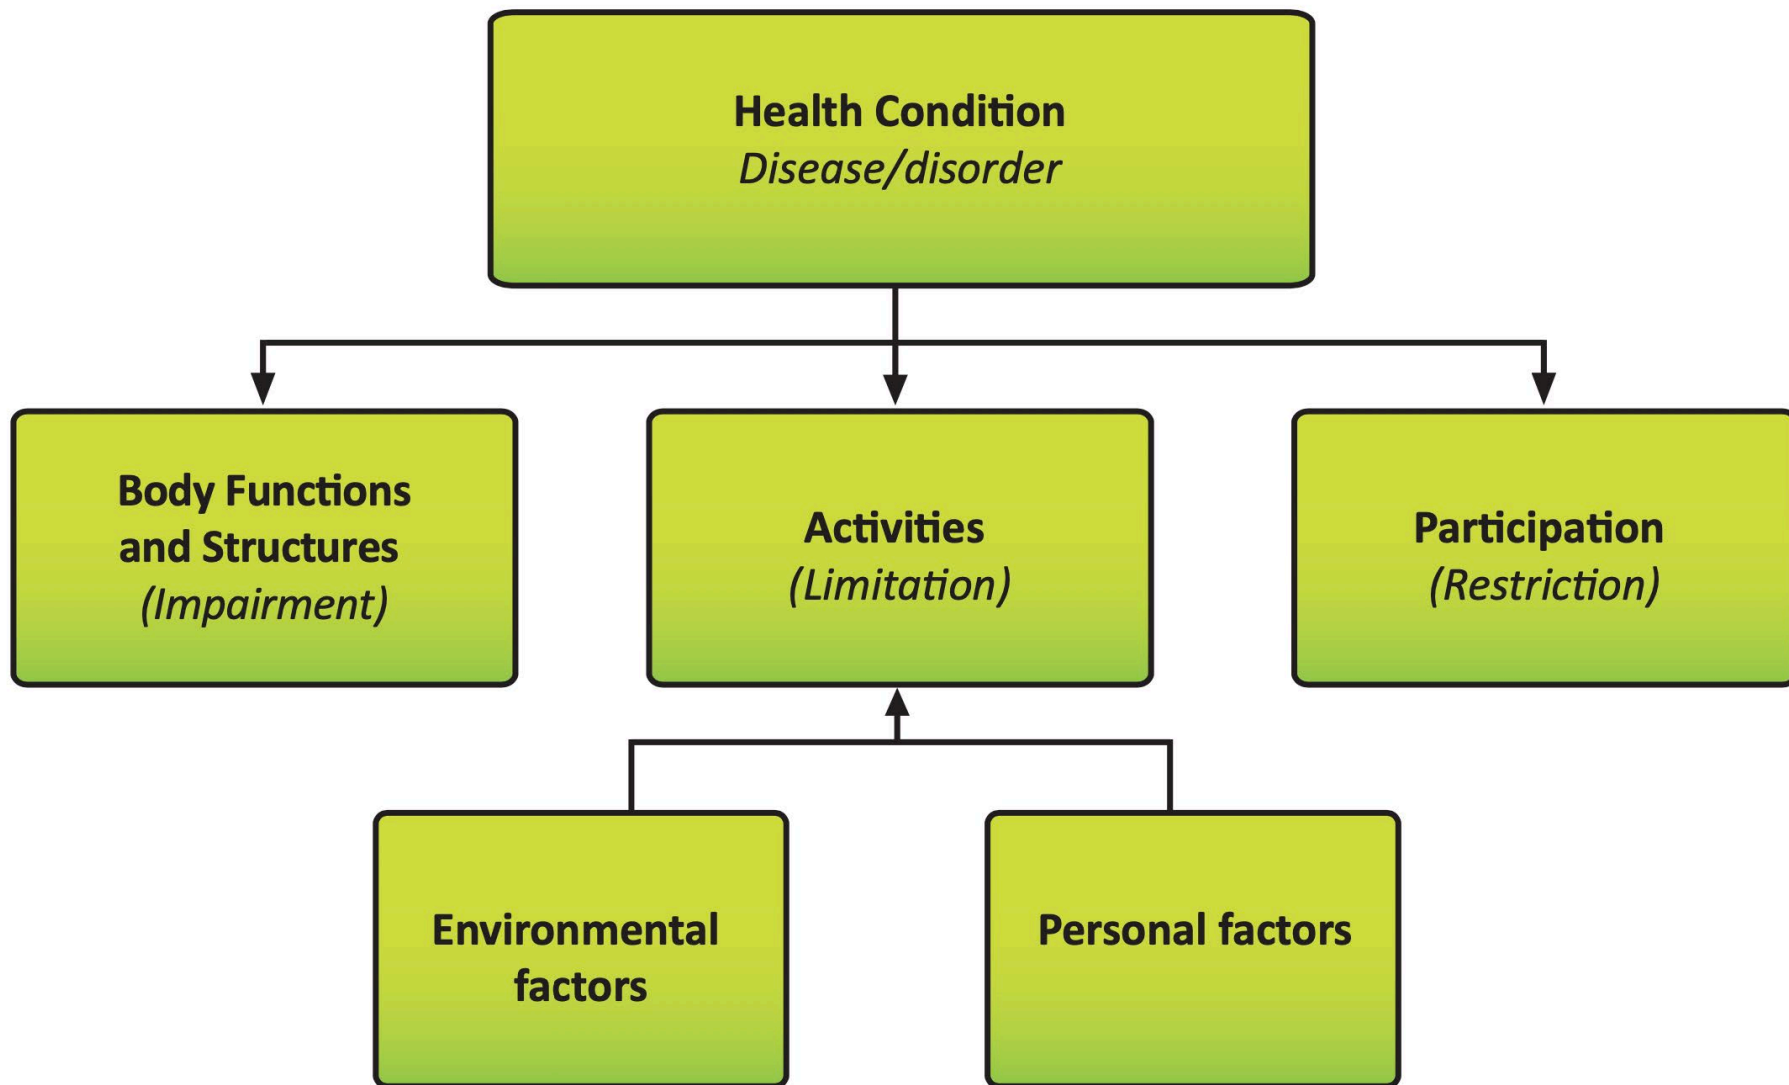 Health Condition
Disease/disorder
Body Functions
and Structures
(Impairment)
Activities
(Limitation)
Participation
(Restriction)
Environmental
factors
Personal factors